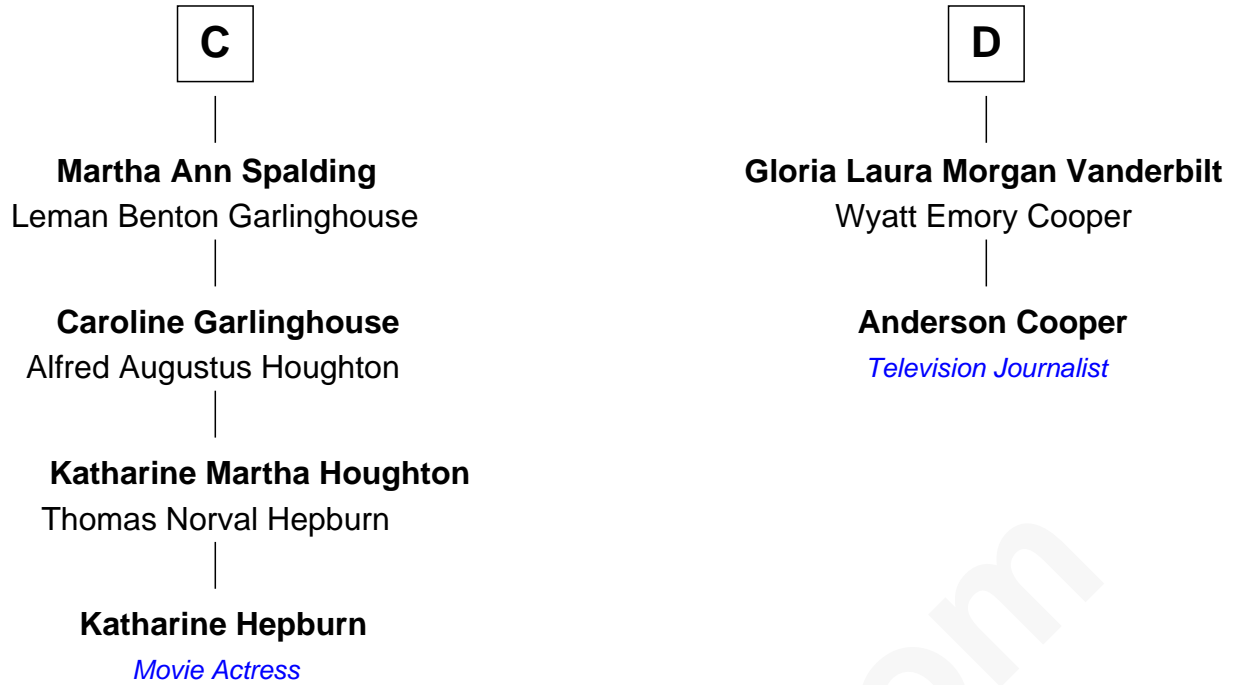 C
Martha Ann Spalding
Leman Benton Garlinghouse
Caroline Garlinghouse
Alfred Augustus Houghton
Katharine Martha Houghton
Thomas Norval Hepburn
Katharine Hepburn
Movie Actress
D
Gloria Laura Morgan Vanderbilt
Wyatt Emory Cooper
Anderson Cooper
Television Journalist
om